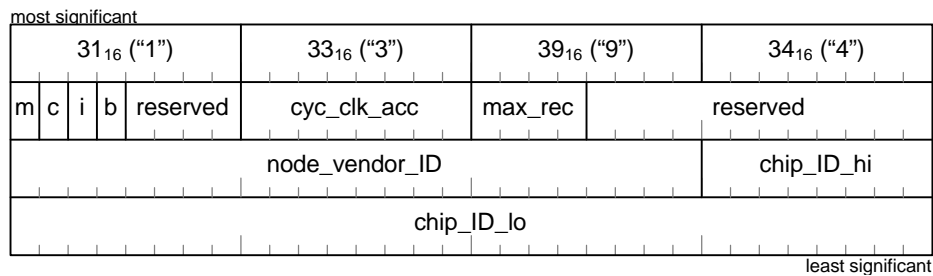 most significant
31₁₆ (“1”) 33₁₆ (“3”) 39₁₆ (“9”) 34₁₆ (“4”)
m c i b reserved cyc_clk_acc max_rec reserved
node_vendor_ID chip_ID_hi
chip_ID_lo
least significant